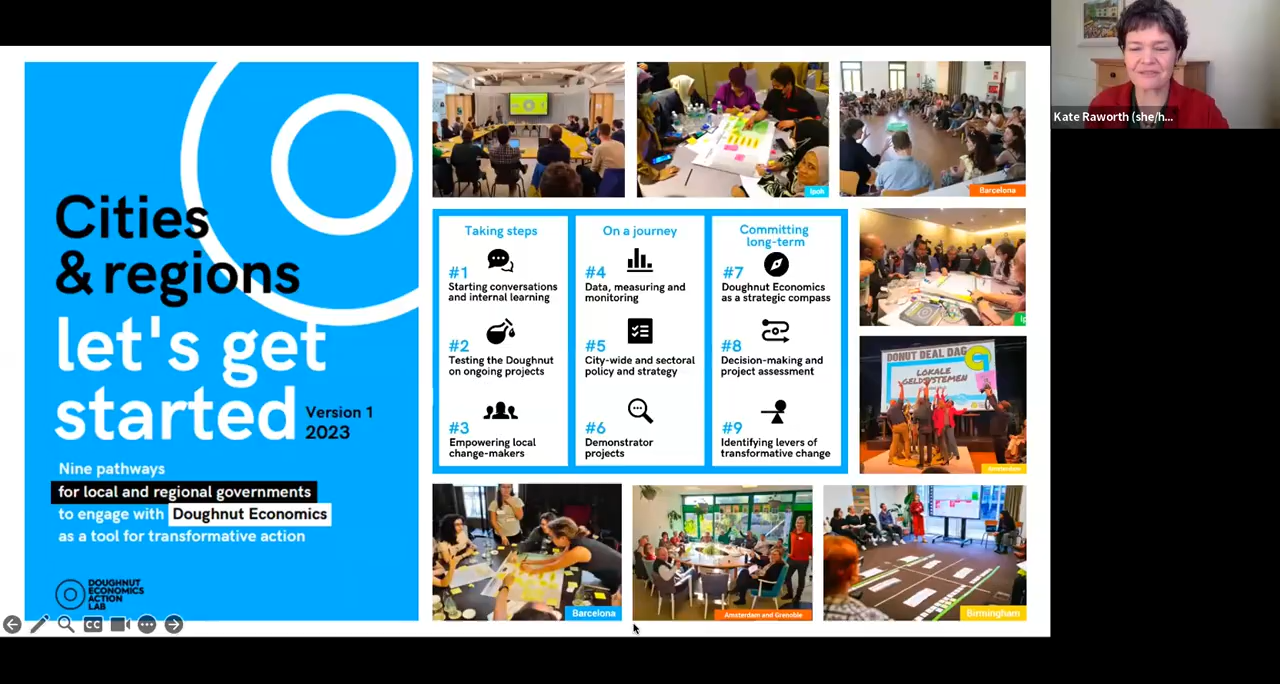 Cities
& regions
let's get
started
Version 1
2023
Nine pathways
for local and regional governments
to engage with Doughnut Economics
as a tool for transformative action
DOUGHNUT
ECONOMICS
ACTION
LAB
Ipoh
Barcelona
Taking steps
#1
Starting conversations
and internal learning
#2
Testing the Doughnut
on ongoing projects
#3
Empowering local
change-makers
On a journey
#4
Data, measuring and
monitoring
#5
City-wide and sectoral
policy and strategy
#6
Demonstrator
projects
Committing
long-term
#7
Doughnut Economics
as a strategic compass
#8
Decision-making and
project assessment
#9
Identifying levers of
transformative change
DONUT DEAL DAG
LOKALE
GELDSYSTEMEN
Amsterdam
Barcelona
Amsterdam and Grenoble
Birmingham
CC
Kate Raworth (she/h...